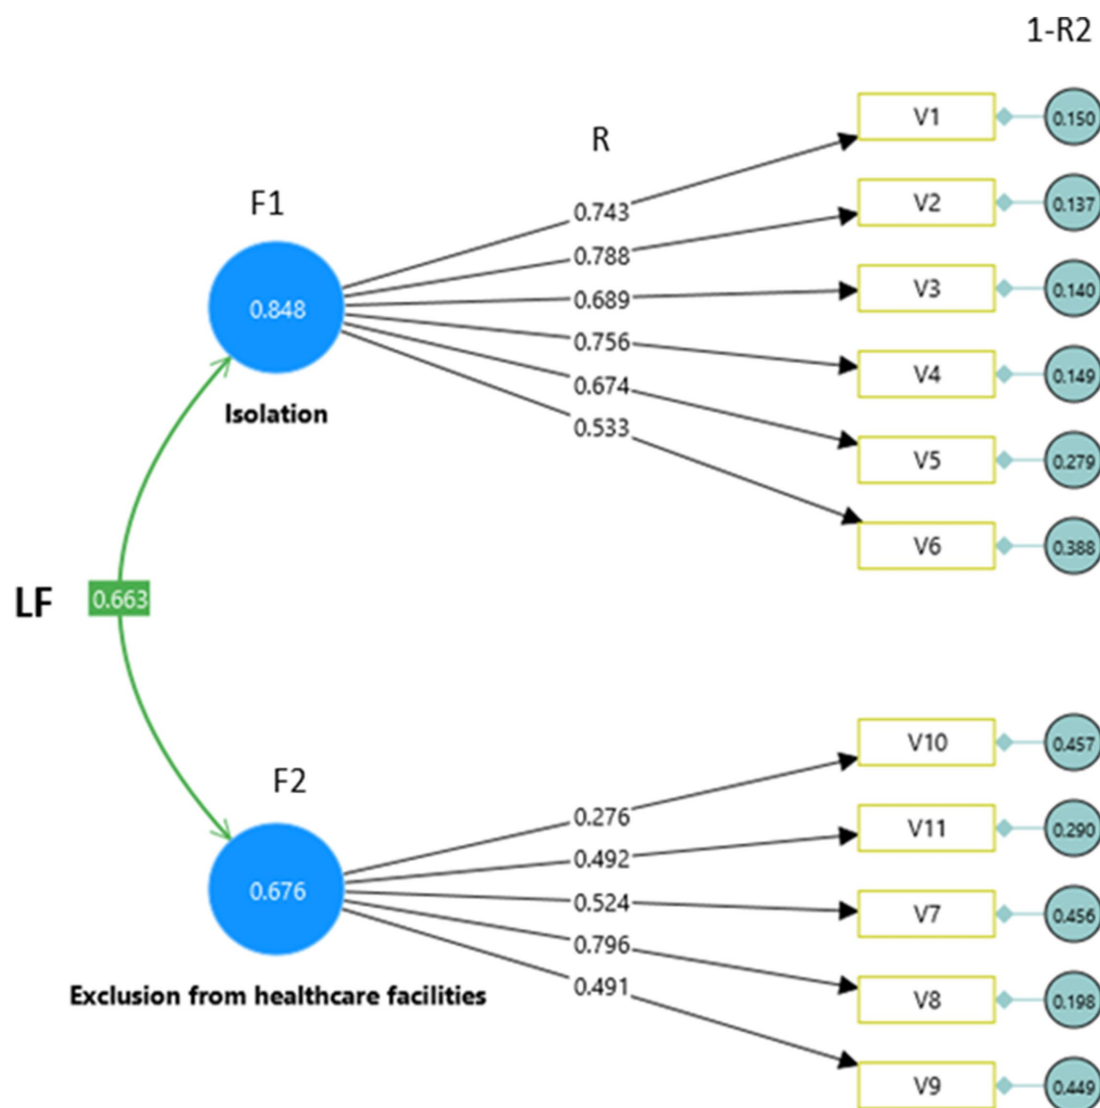 1-R2
R
F1
0.848
Isolation
0.743
0.788
0.689
0.756
0.674
0.533
V1
0.150
V2
0.137
V3
0.140
V4
0.149
V5
0.279
V6
0.388
LF
0.663
F2
0.676
Exclusion from healthcare facilities
0.276
0.492
0.524
0.796
0.491
V10
0.457
V11
0.290
V7
0.456
V8
0.198
V9
0.449